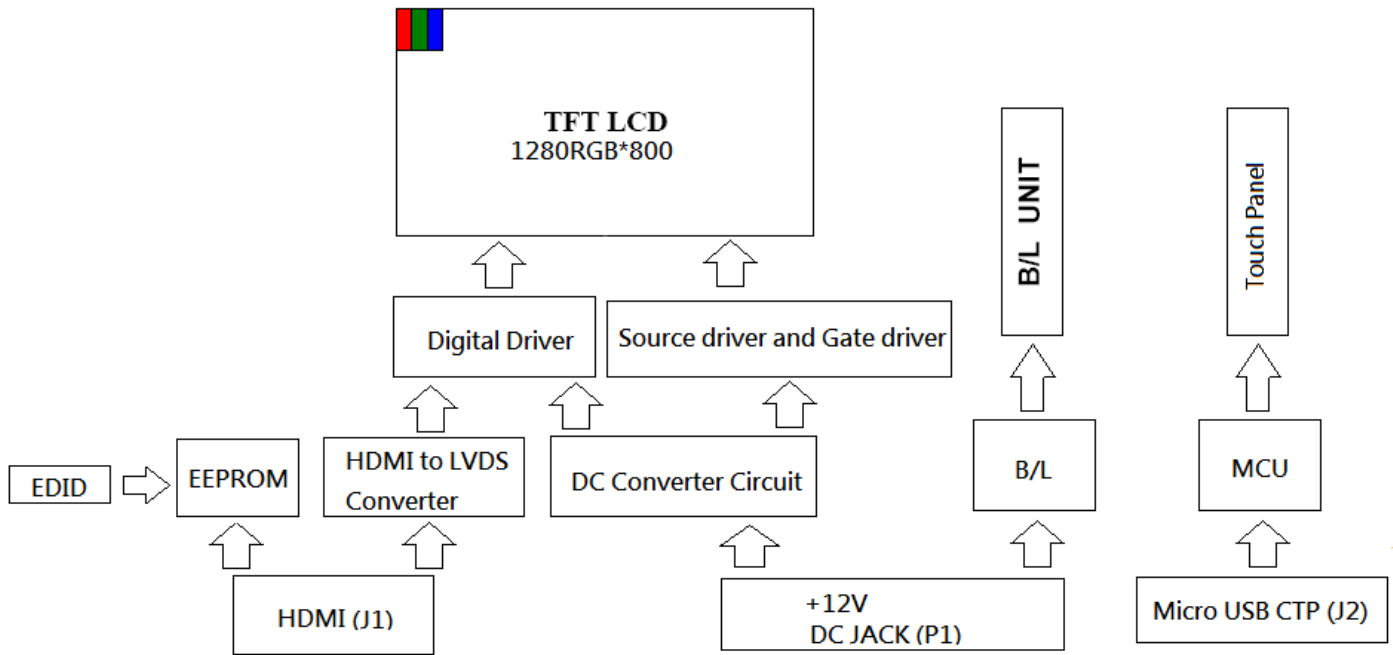 TFT LCD
1280RGB*800
B/L UNIT
Touch Panel
Digital Driver
Source driver and Gate driver
EDID
EEPROM
HDMI to LVDS
Converter
DC Converter Circuit
B/L
MCU
HDMI (J1)
+12V
DC JACK (P1)
Micro USB CTP (J2)